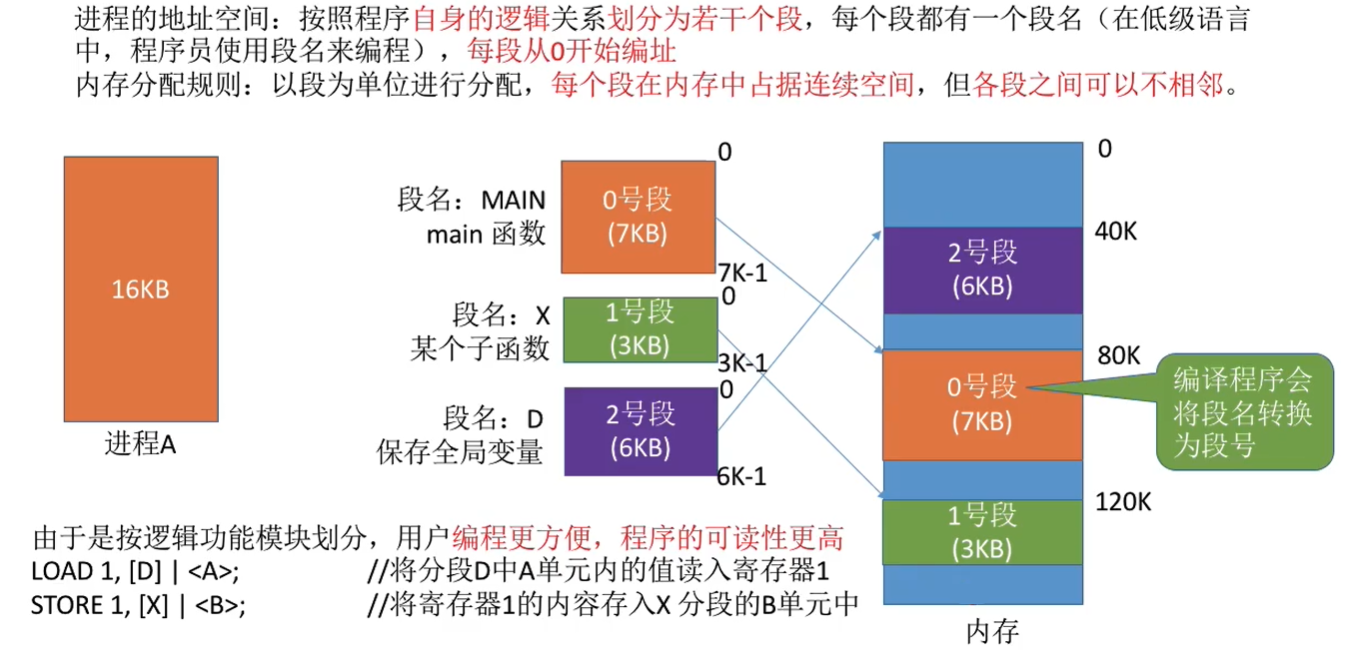 进程的地址空间：按照程序自身的逻辑关系划分为若干个段，每个段都有一个段名（在低级语言
中，程序员使用段名来编程），每段从0开始编址
内存分配规则：以段为单位进行分配，每个段在内存中占据连续空间，但各段之间可以不相邻。
16KB
进程A
段名：MAIN
main 函数
0号段
(7KB)
0
7K-1
段名：X
某个子函数
1号段
(3KB)
0
3K-1
段名：D
保存全局变量
2号段
(6KB)
0
6K-1
0
40K
2号段
(6KB)
80K
0号段
(7KB)
120K
1号段
(3KB)
内存
编译程序会
将段名转换
为段号
由于是按逻辑功能模块划分，用户编程更方便，程序的可读性更高
LOAD 1, [D] | <A>; //将分段D中A单元内的值读入寄存器1
STORE 1, [X] | <B>; //将寄存器1的内容存入X 分段的B单元中